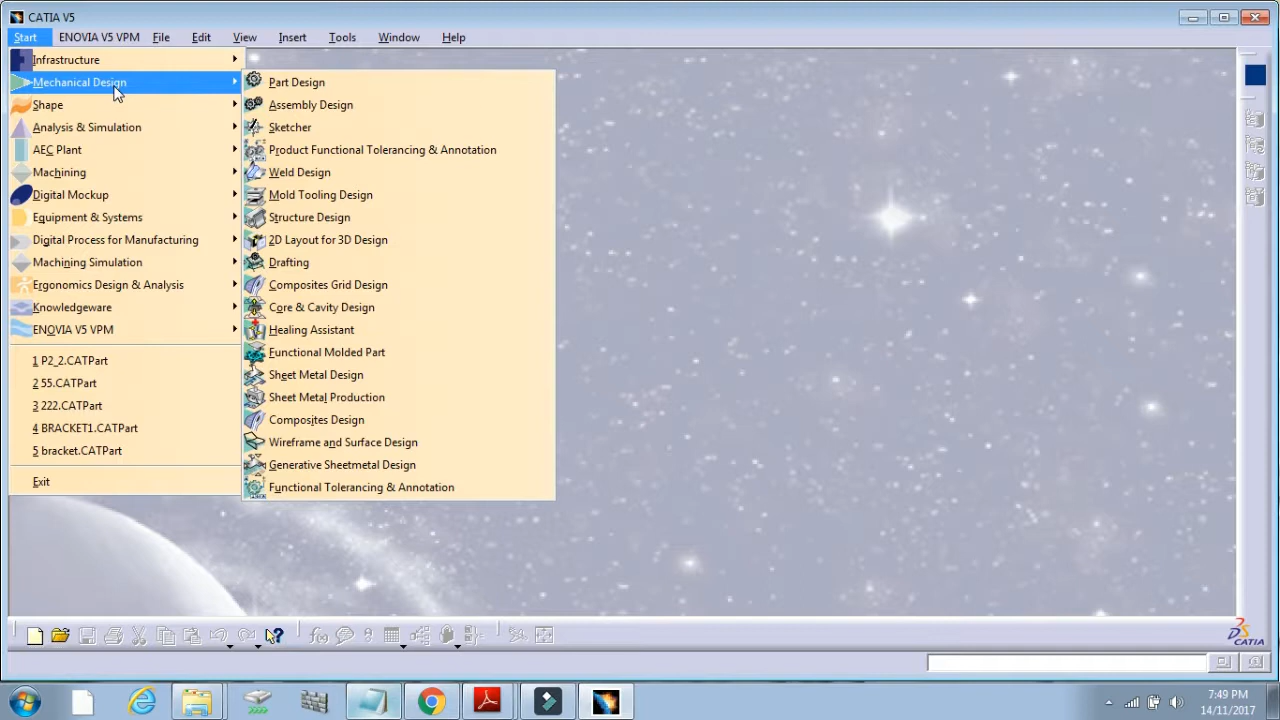 CATIA V5
Start ENOVIA V5 VPM File Edit View Insert Tools Window Help
Infrastructure
Mechanical Design
Shape
Analysis & Simulation
AEC Plant
Machining
Digital Mockup
Equipment & Systems
Digital Process for Manufacturing
Machining Simulation
Ergonomics Design & Analysis
Knowledgeware
ENOVIA V5 VPM
1 P2_2.CATPart
2 55.CATPart
3 222.CATPart
4 BRACKET1.CATPart
5 bracket.CATPart
Exit
Part Design
Assembly Design
Sketcher
Product Functional Tolerancing & Annotation
Weld Design
Mold Tooling Design
Structure Design
2D Layout for 3D Design
Drafting
Composites Grid Design
Core & Cavity Design
Healing Assistant
Functional Molded Part
Sheet Metal Design
Sheet Metal Production
Composites Design
Wireframe and Surface Design
Generative Sheetmetal Design
Functional Tolerancing & Annotation
f(x)
CATIA
7:49 PM
14/11/2017